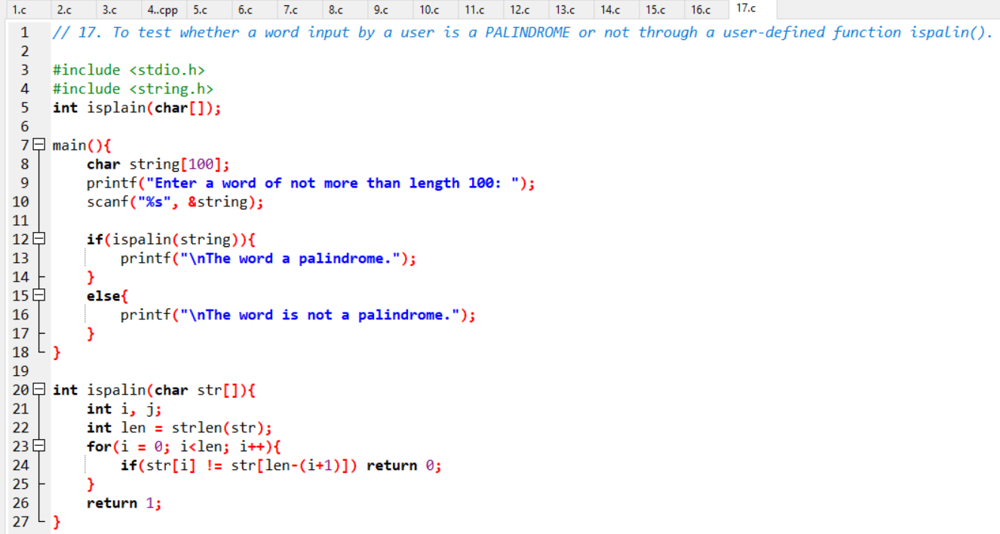 1.c 2.c 3.c 4..cpp 5.c 6.c 7.c 8.c 9.c 10.c 11.c 12.c 13.c 14.c 15.c 16.c 17.c
1 // 17. To test whether a word input by a user is a PALINDROME or not through a user-defined function ispalin().
2
3 #include <stdio.h>
4 #include <string.h>
5 int isplain(char[]);
6
7 main(){
8 char string[100];
9 printf("Enter a word of not more than length 100: ");
10 scanf("%s", &string);
11
12 if(ispalin(string)){
13 printf("\nThe word a palindrome.");
14 }
15 else{
16 printf("\nThe word is not a palindrome.");
17 }
18 }
19
20 int ispalin(char str[]){
21 int i, j;
22 int len = strlen(str);
23 for(i = 0; i<len; i++){
24 if(str[i] != str[len-(i+1)]) return 0;
25 }
26 return 1;
27 }